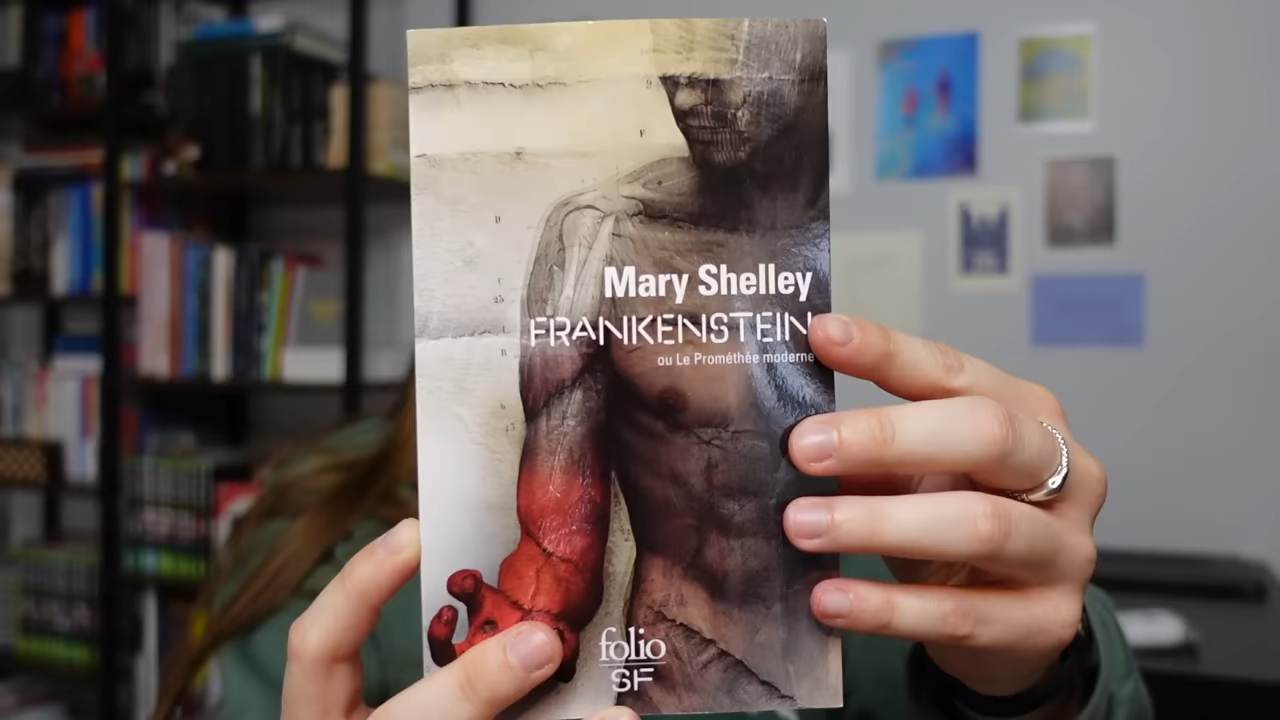 Mary Shelley
FRANKENSTEIN
ou Le Prométhée moderne
folio
SF